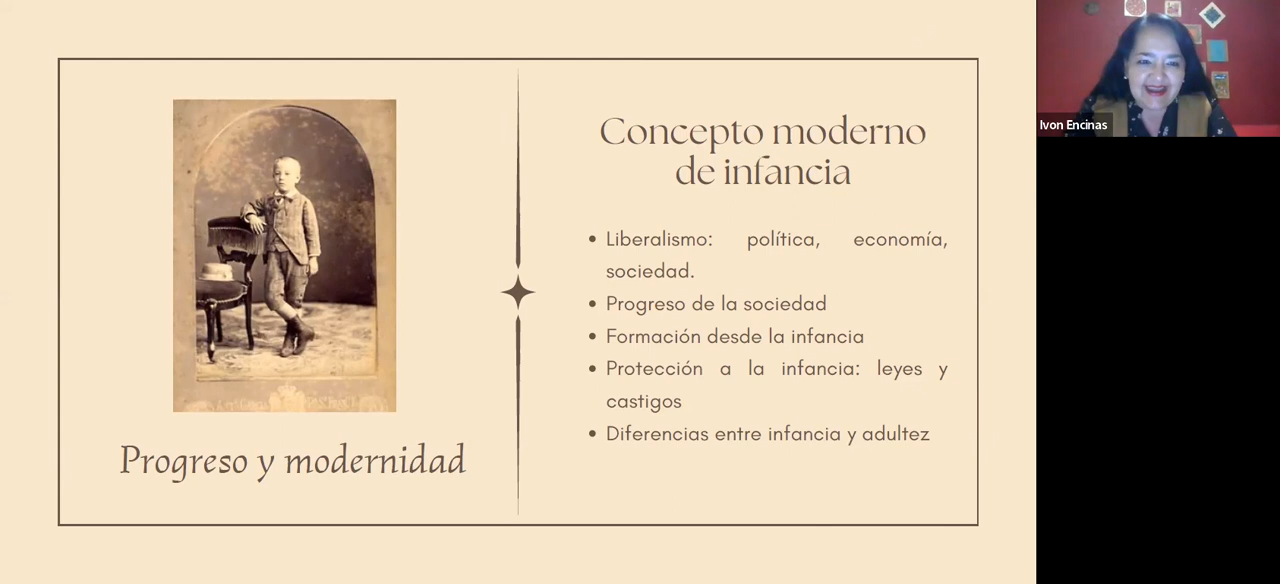 Progreso y modernidad
Concepto moderno
de infancia
• Liberalismo: política, economía,
sociedad.
• Progreso de la sociedad
• Formación desde la infancia
• Protección a la infancia: leyes y
castigos
• Diferencias entre infancia y adultez
Ivon Encinas